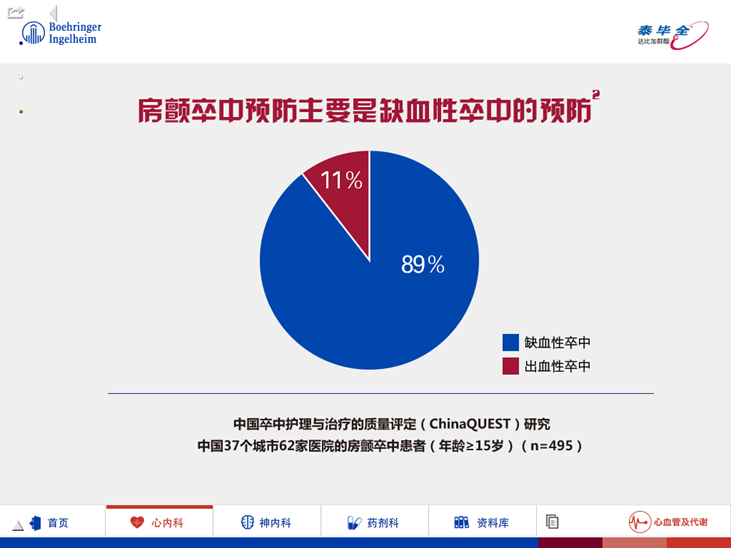 Boehringer
Ingelheim
泰毕全
达比加群酯
房颤卒中预防主要是缺血性卒中的预防2
11%
89%
缺血性卒中
出血性卒中
中国卒中护理与治疗的质量评定（ChinaQUEST）研究
中国37个城市62家医院的房颤卒中患者（年龄≥15岁）（n=495）
首页
心内科
神内科
药剂科
资料库
心血管及代谢